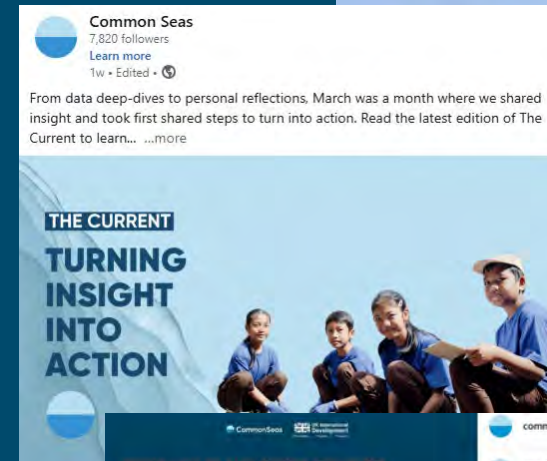 Common Seas
7,820 followers
Learn more
1w • Edited •
From data deep-dives to personal reflections, March was a month where we shared
insight and took first shared steps to turn into action. Read the latest edition of The
Current to learn... ...more
THE CURRENT
TURNING
INSIGHT
INTO
ACTION
CommonSeas
UK International
Development
comm